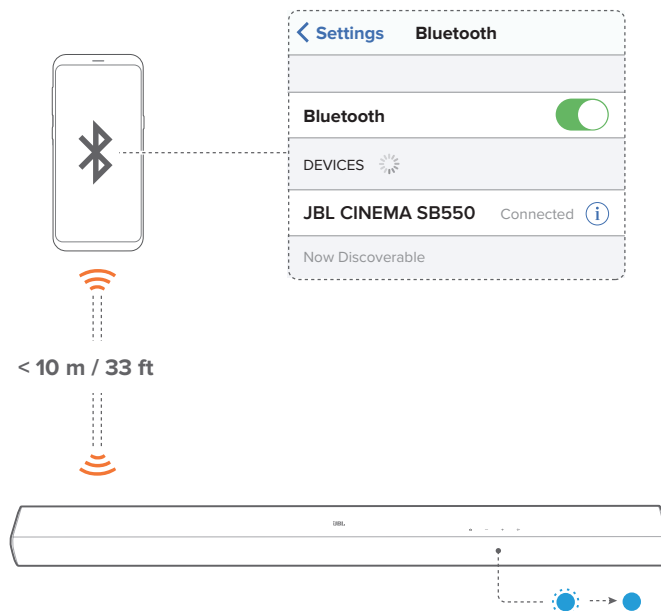 Settings Bluetooth
Bluetooth
DEVICES
JBL CINEMA SB550 Connected i
Now Discoverable
< 10 m / 33 ft
JBL